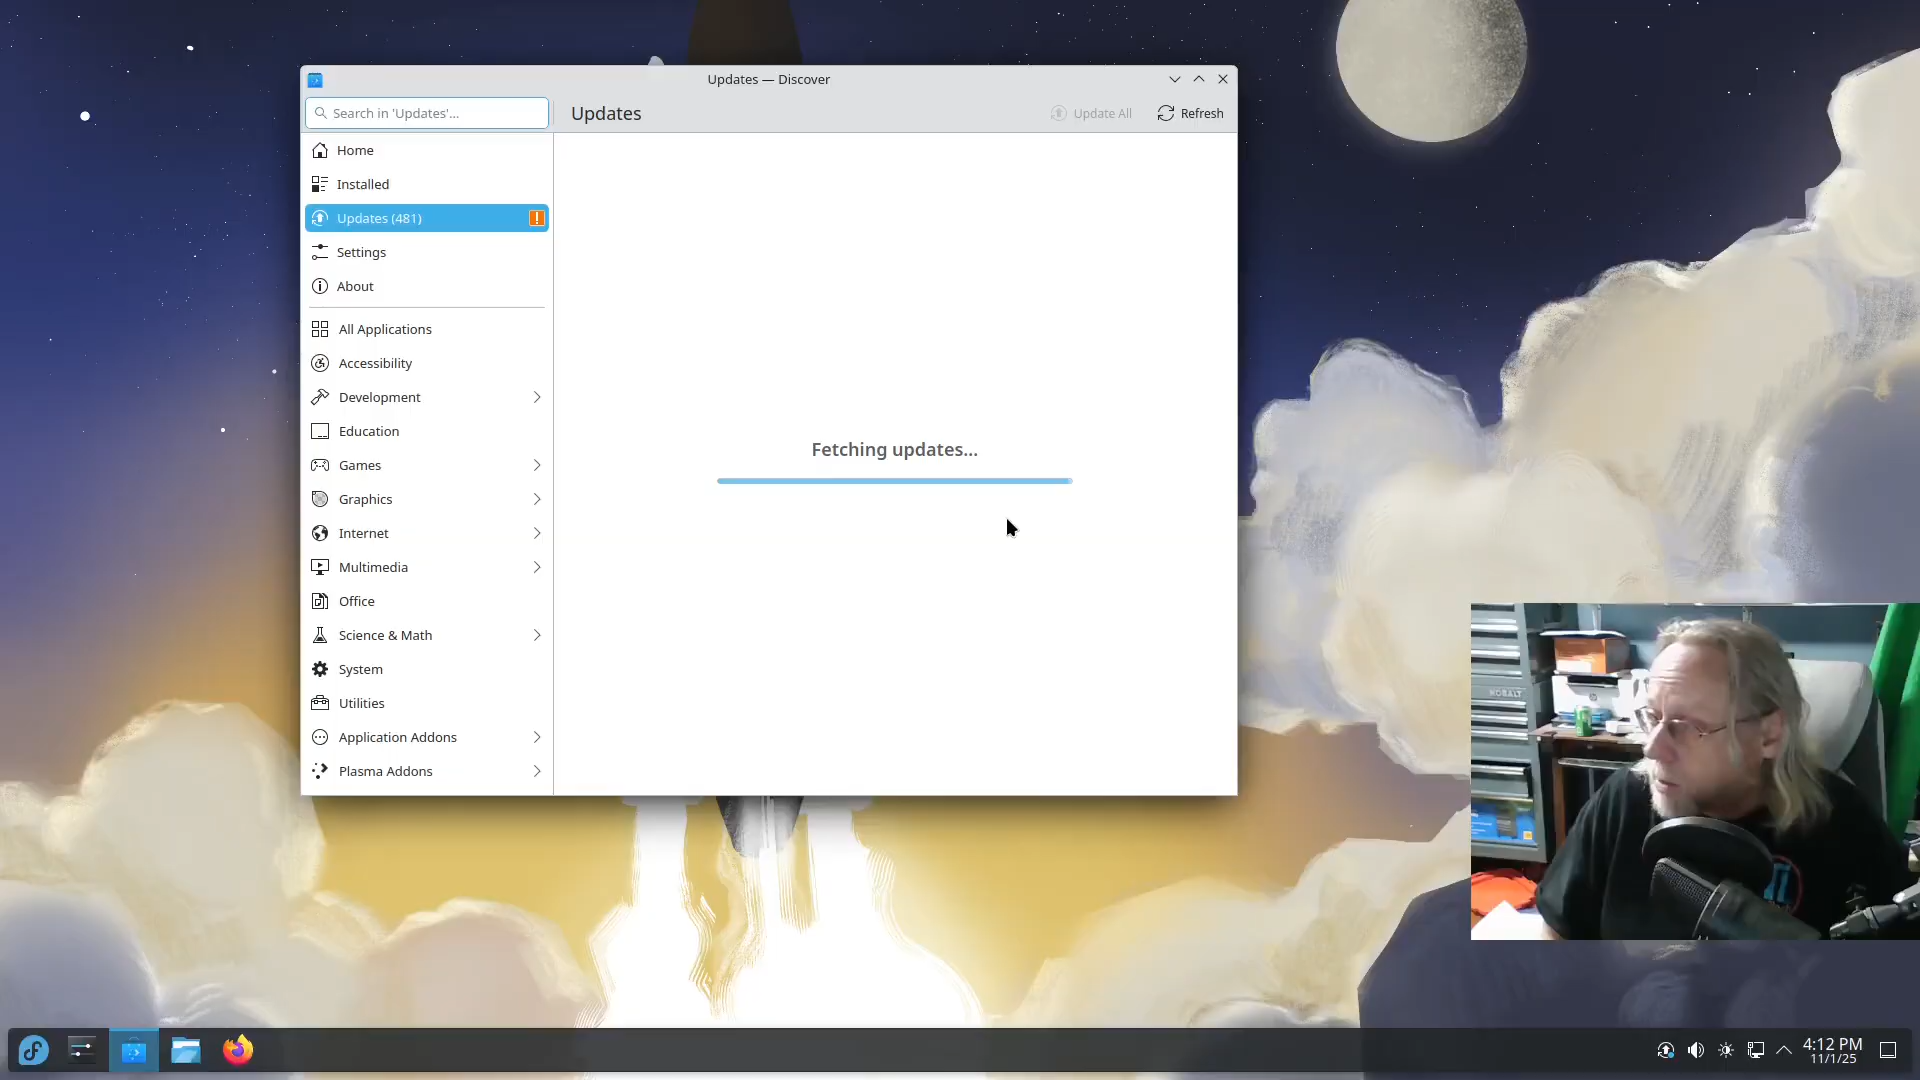 Updates — Discover
Search in 'Updates'...
Updates
Update All
Refresh
Home
Installed
Updates (481)
Settings
About
All Applications
Accessibility
Development
Education
Games
Graphics
Internet
Multimedia
Office
Science & Math
System
Utilities
Application Addons
Plasma Addons
Fetching updates...
KOBALT
4:12 PM
11/1/25